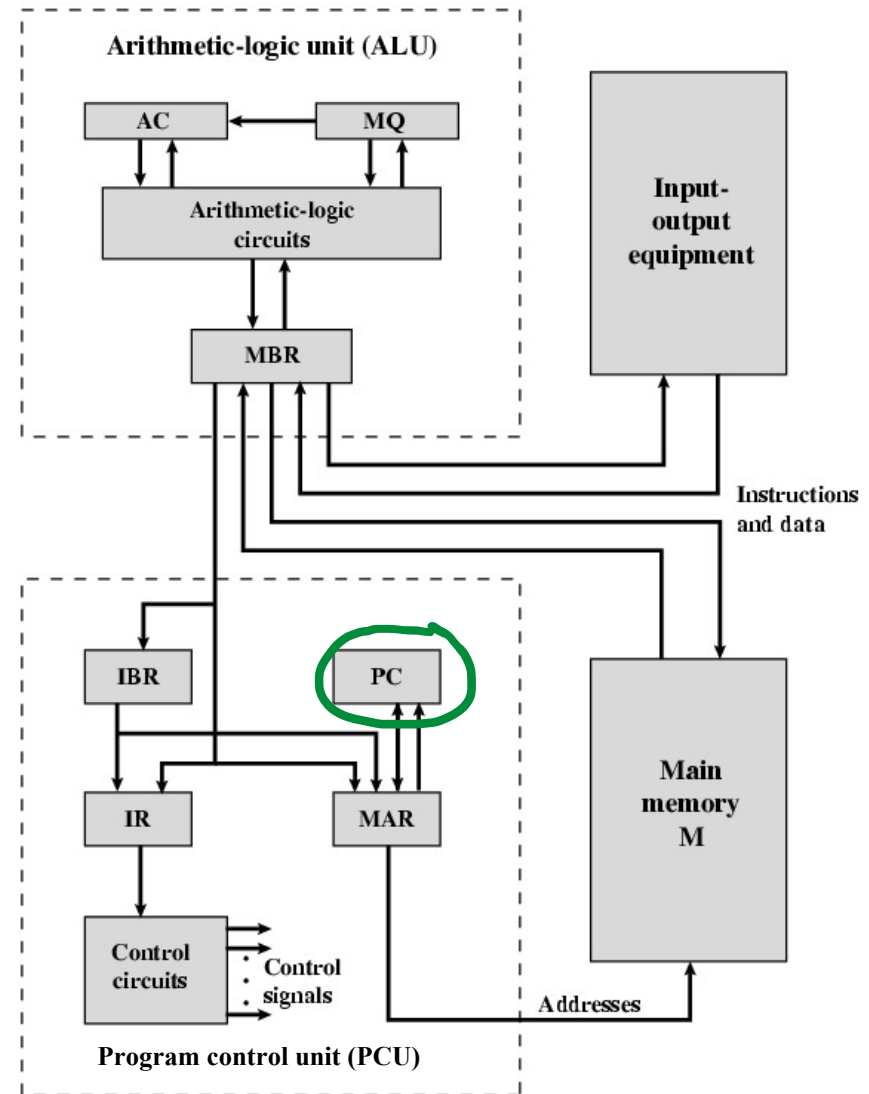 Arithmetic-logic unit (ALU)
AC
MQ
Arithmetic-logic
circuits
Input-
output
equipment
MBR
Instructions
and data
IBR
PC
IR
MAR
Main
memory
M
Control
circuits
Control
signals
Addresses
Program control unit (PCU)